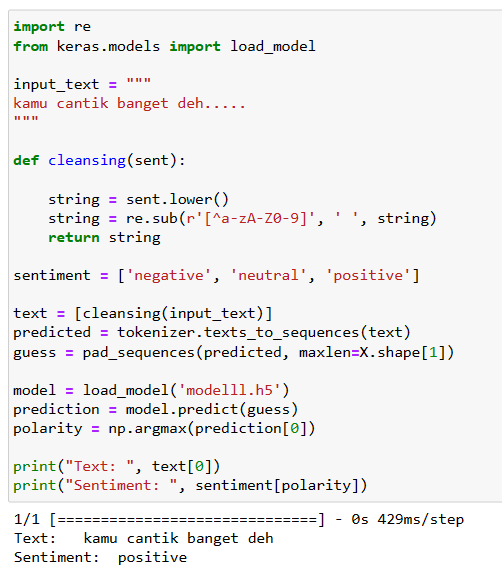 import re
from keras.models import load_model
input_text = """
kamu cantik banget deh.....
"""
def cleansing(sent):
    string = sent.lower()
    string = re.sub(r'[^a-zA-Z0-9]', ' ', string)
    return string
sentiment = ['negative', 'neutral', 'positive']
text = [cleansing(input_text)]
predicted = tokenizer.texts_to_sequences(text)
guess = pad_sequences(predicted, maxlen=X.shape[1])
model = load_model('modelll.h5')
prediction = model.predict(guess)
polarity = np.argmax(prediction[0])
print("Text: ", text[0])
print("Sentiment: ", sentiment[polarity])
1/1 [==============================] - 0s 429ms/step
Text:   kamu cantik banget deh
Sentiment:  positive